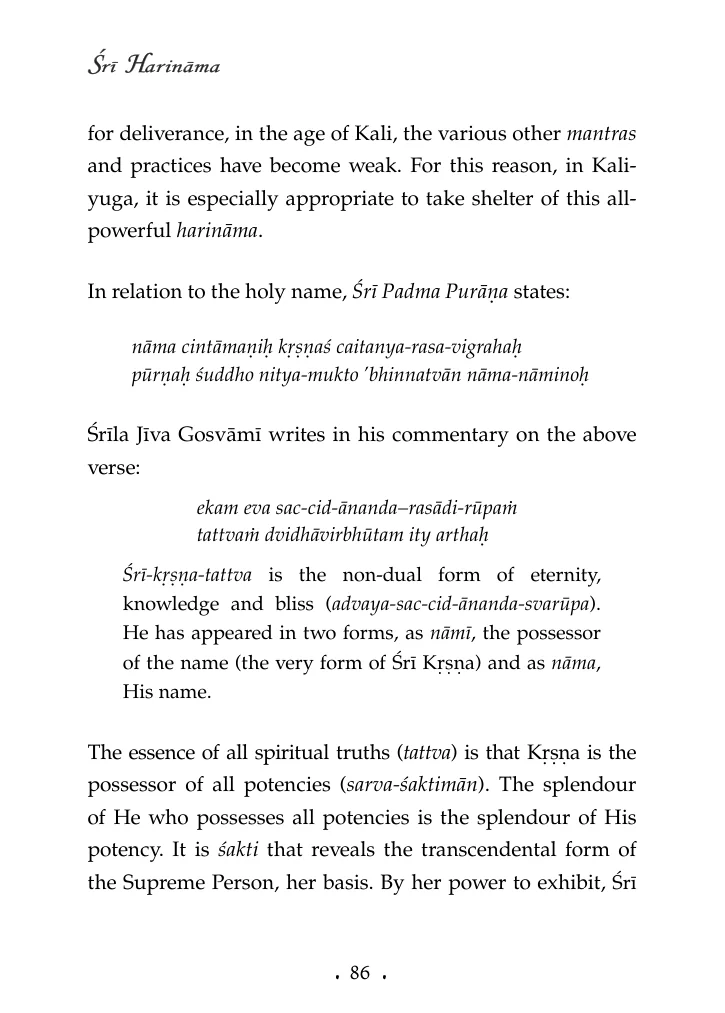 Śrī Harināma
for deliverance, in the age of Kali, the various other mantras
and practices have become weak. For this reason, in Kali-
yuga, it is especially appropriate to take shelter of this all-
powerful harināma.
In relation to the holy name, Śrī Padma Purāṇa states:
nāma cintāmaṇiḥ kṛṣṇaś caitanya-rasa-vigrahaḥ
pūrṇaḥ śuddho nitya-mukto ’bhinnatvān nāma-nāminoḥ
Śrīla Jīva Gosvāmī writes in his commentary on the above
verse:
ekam eva sac-cid-ānanda–rasādi-rūpaṁ
tattvaṁ dvidhāvirbhūtam ity arthaḥ
Śrī-kṛṣṇa-tattva is the non-dual form of eternity,
knowledge and bliss (advaya-sac-cid-ānanda-svarūpa).
He has appeared in two forms, as nāmī, the possessor
of the name (the very form of Śrī Kṛṣṇa) and as nāma,
His name.
The essence of all spiritual truths (tattva) is that Kṛṣṇa is the
possessor of all potencies (sarva-śaktimān). The splendour
of He who possesses all potencies is the splendour of His
potency. It is śakti that reveals the transcendental form of
the Supreme Person, her basis. By her power to exhibit, Śrī
• 86 •